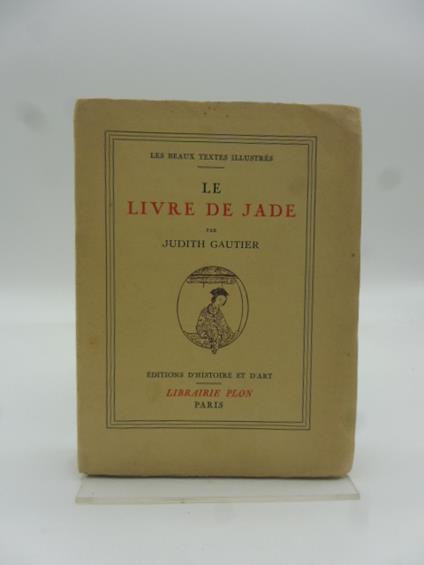 LES BEAUX TEXTES ILLUSTRÉS
LE
LIVRE DE JADE
PAR
JUDITH GAUTIER
ÉDITIONS D'HISTOIRE ET D'ART
LIBRAIRIE PLON
PARIS